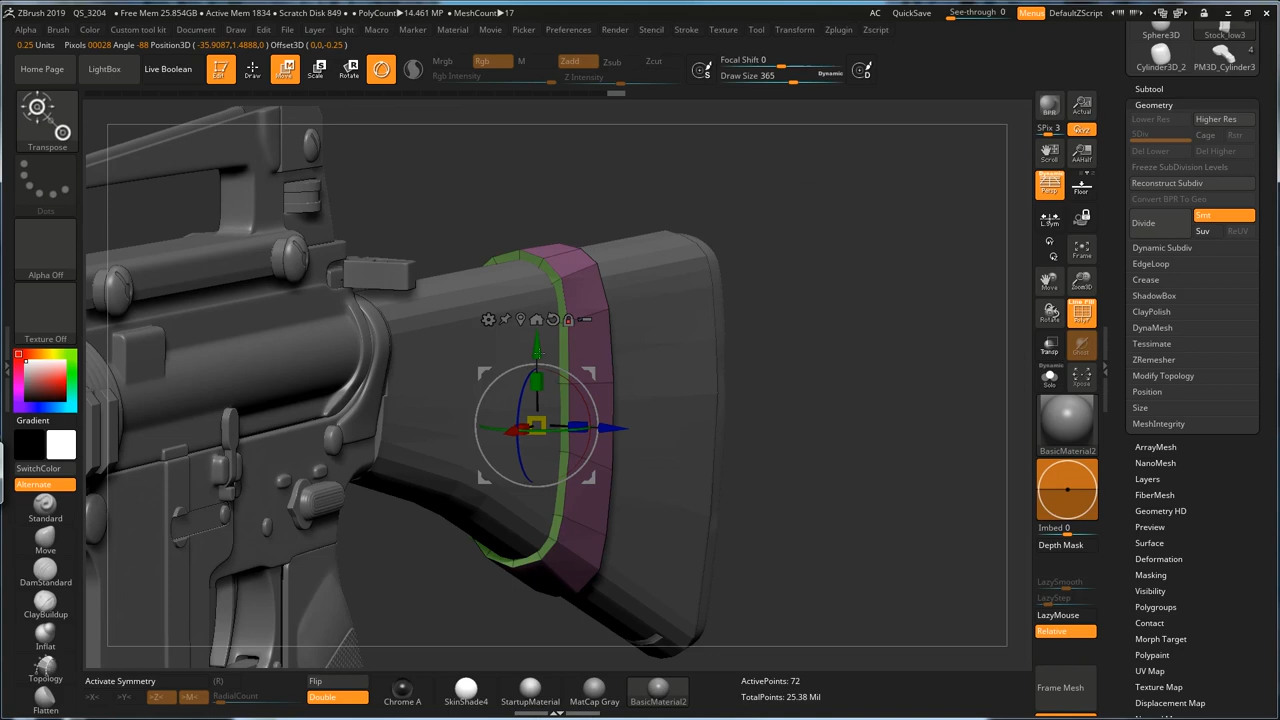 ZBrush 2019 QS_3204 • Free Mem 25.854GB • Active Mem 1834 • Scratch Disk 849 • PolyCount▶14.461 MP • MeshCount▶17 AC QuickSave See-through 0 Menus DefaultZScript
Alpha Brush Custom tool kit Document Draw Edit File Layer Light Macro Marker Material Movie Picker Preferences Render Stencil Stroke Texture Tool Transform Zplugin Zscript
0.25 Units Pixels 00028 Angle -88 Position3D (-35.9087,1.4888,0) Offset3D ( 0,0,-0.25)
Home Page LightBox Live Boolean
Edit Draw Move Scale Rotate
Mrgb Rgb M
Rgb Intensity
Zadd Zsub Zcut
Z Intensity
S
Focal Shift 0
Draw Size 365 Dynamic
D
Transpose
Dots
Alpha Off
Texture Off
Gradient
SwitchColor
Alternate
Standard
Move
DamStandard
ClayBuildup
Inflat
Topology
Flatten
BPR
SPix 3
Scroll
Dynamic
Persp
L.Sym
Move
Rotate
Transp
Solo
Actual
AAHalf
Floor
Frame
Zoom3D
Line Fill
PolyF
Ghost
Xpose
BasicMaterial2
Imbed 0
Depth Mask
LazySmooth
LazyStep
LazyMouse
Relative
Frame Mesh
Sphere3D Stock_low3
4
Cylinder3D_2 PM3D_Cylinder3
Subtool
Geometry
Lower Res Higher Res
SDiv Cage Rstr
Del Lower Del Higher
Freeze SubDivision Levels
Reconstruct Subdiv
Convert BPR To Geo
Divide Smt
Suv ReUV
Dynamic Subdiv
EdgeLoop
Crease
ShadowBox
ClayPolish
DynaMesh
Tessimate
ZRemesher
Modify Topology
Position
Size
MeshIntegrity
ArrayMesh
NanoMesh
Layers
FiberMesh
Geometry HD
Preview
Surface
Deformation
Masking
Visibility
Polygroups
Contact
Morph Target
Polypaint
UV Map
Texture Map
Displacement Map
Activate Symmetry (R) Flip
>X< >Y< >Z< >M< RadialCount Double
Chrome A SkinShade4 StartupMaterial MatCap Gray BasicMaterial2
ActivePoints: 72
TotalPoints: 25.38 Mil